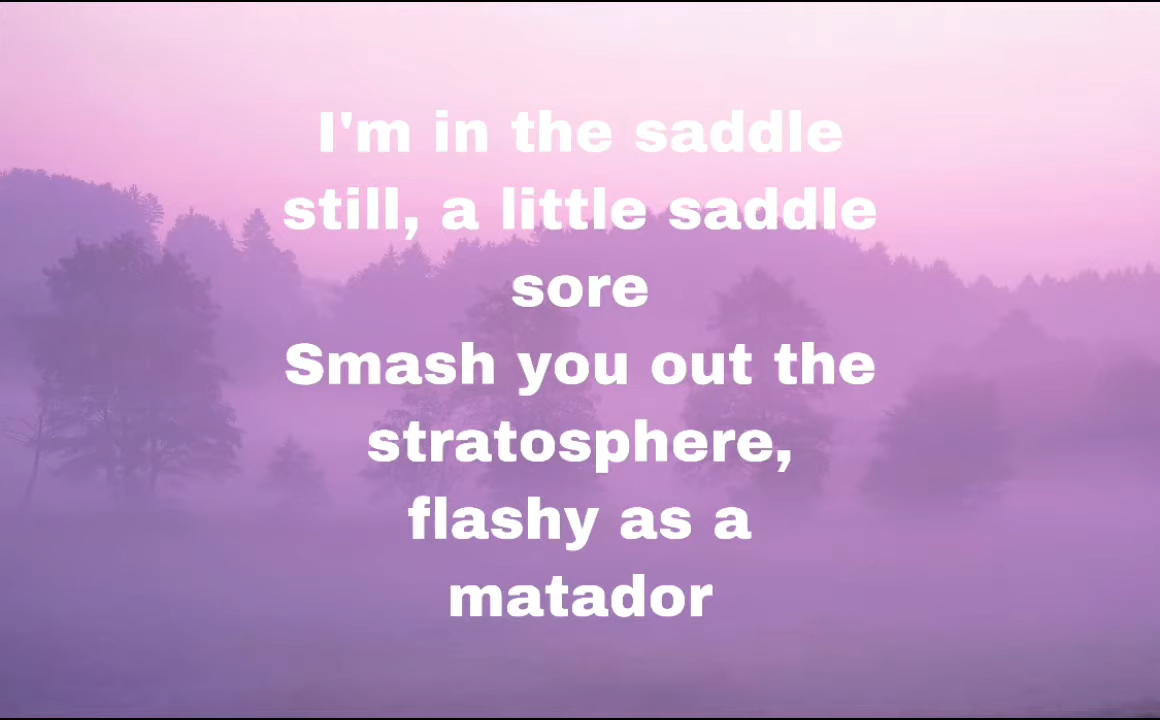 I'm in the saddle
still, a little saddle
sore
Smash you out the
stratosphere,
flashy as a
matador